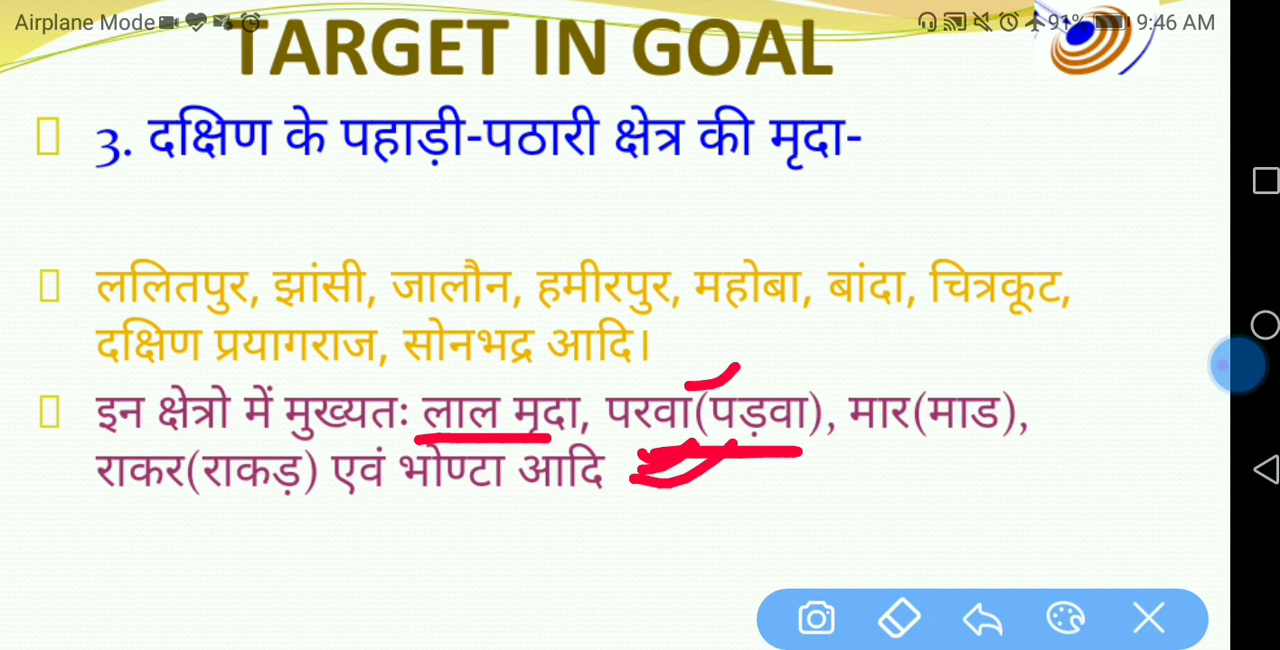 Airplane Mode 91% 9:46 AM
TARGET IN GOAL
3. दक्षिण के पहाड़ी-पठारी क्षेत्र की मृदा-
ललितपुर, झांसी, जालौन, हमीरपुर, महोबा, बांदा, चित्रकूट,
दक्षिण प्रयागराज, सोनभद्र आदि।
इन क्षेत्रो में मुख्यतः लाल मृदा, परवा(पड़वा), मार(माड),
राकर(राकड़) एवं भोण्टा आदि